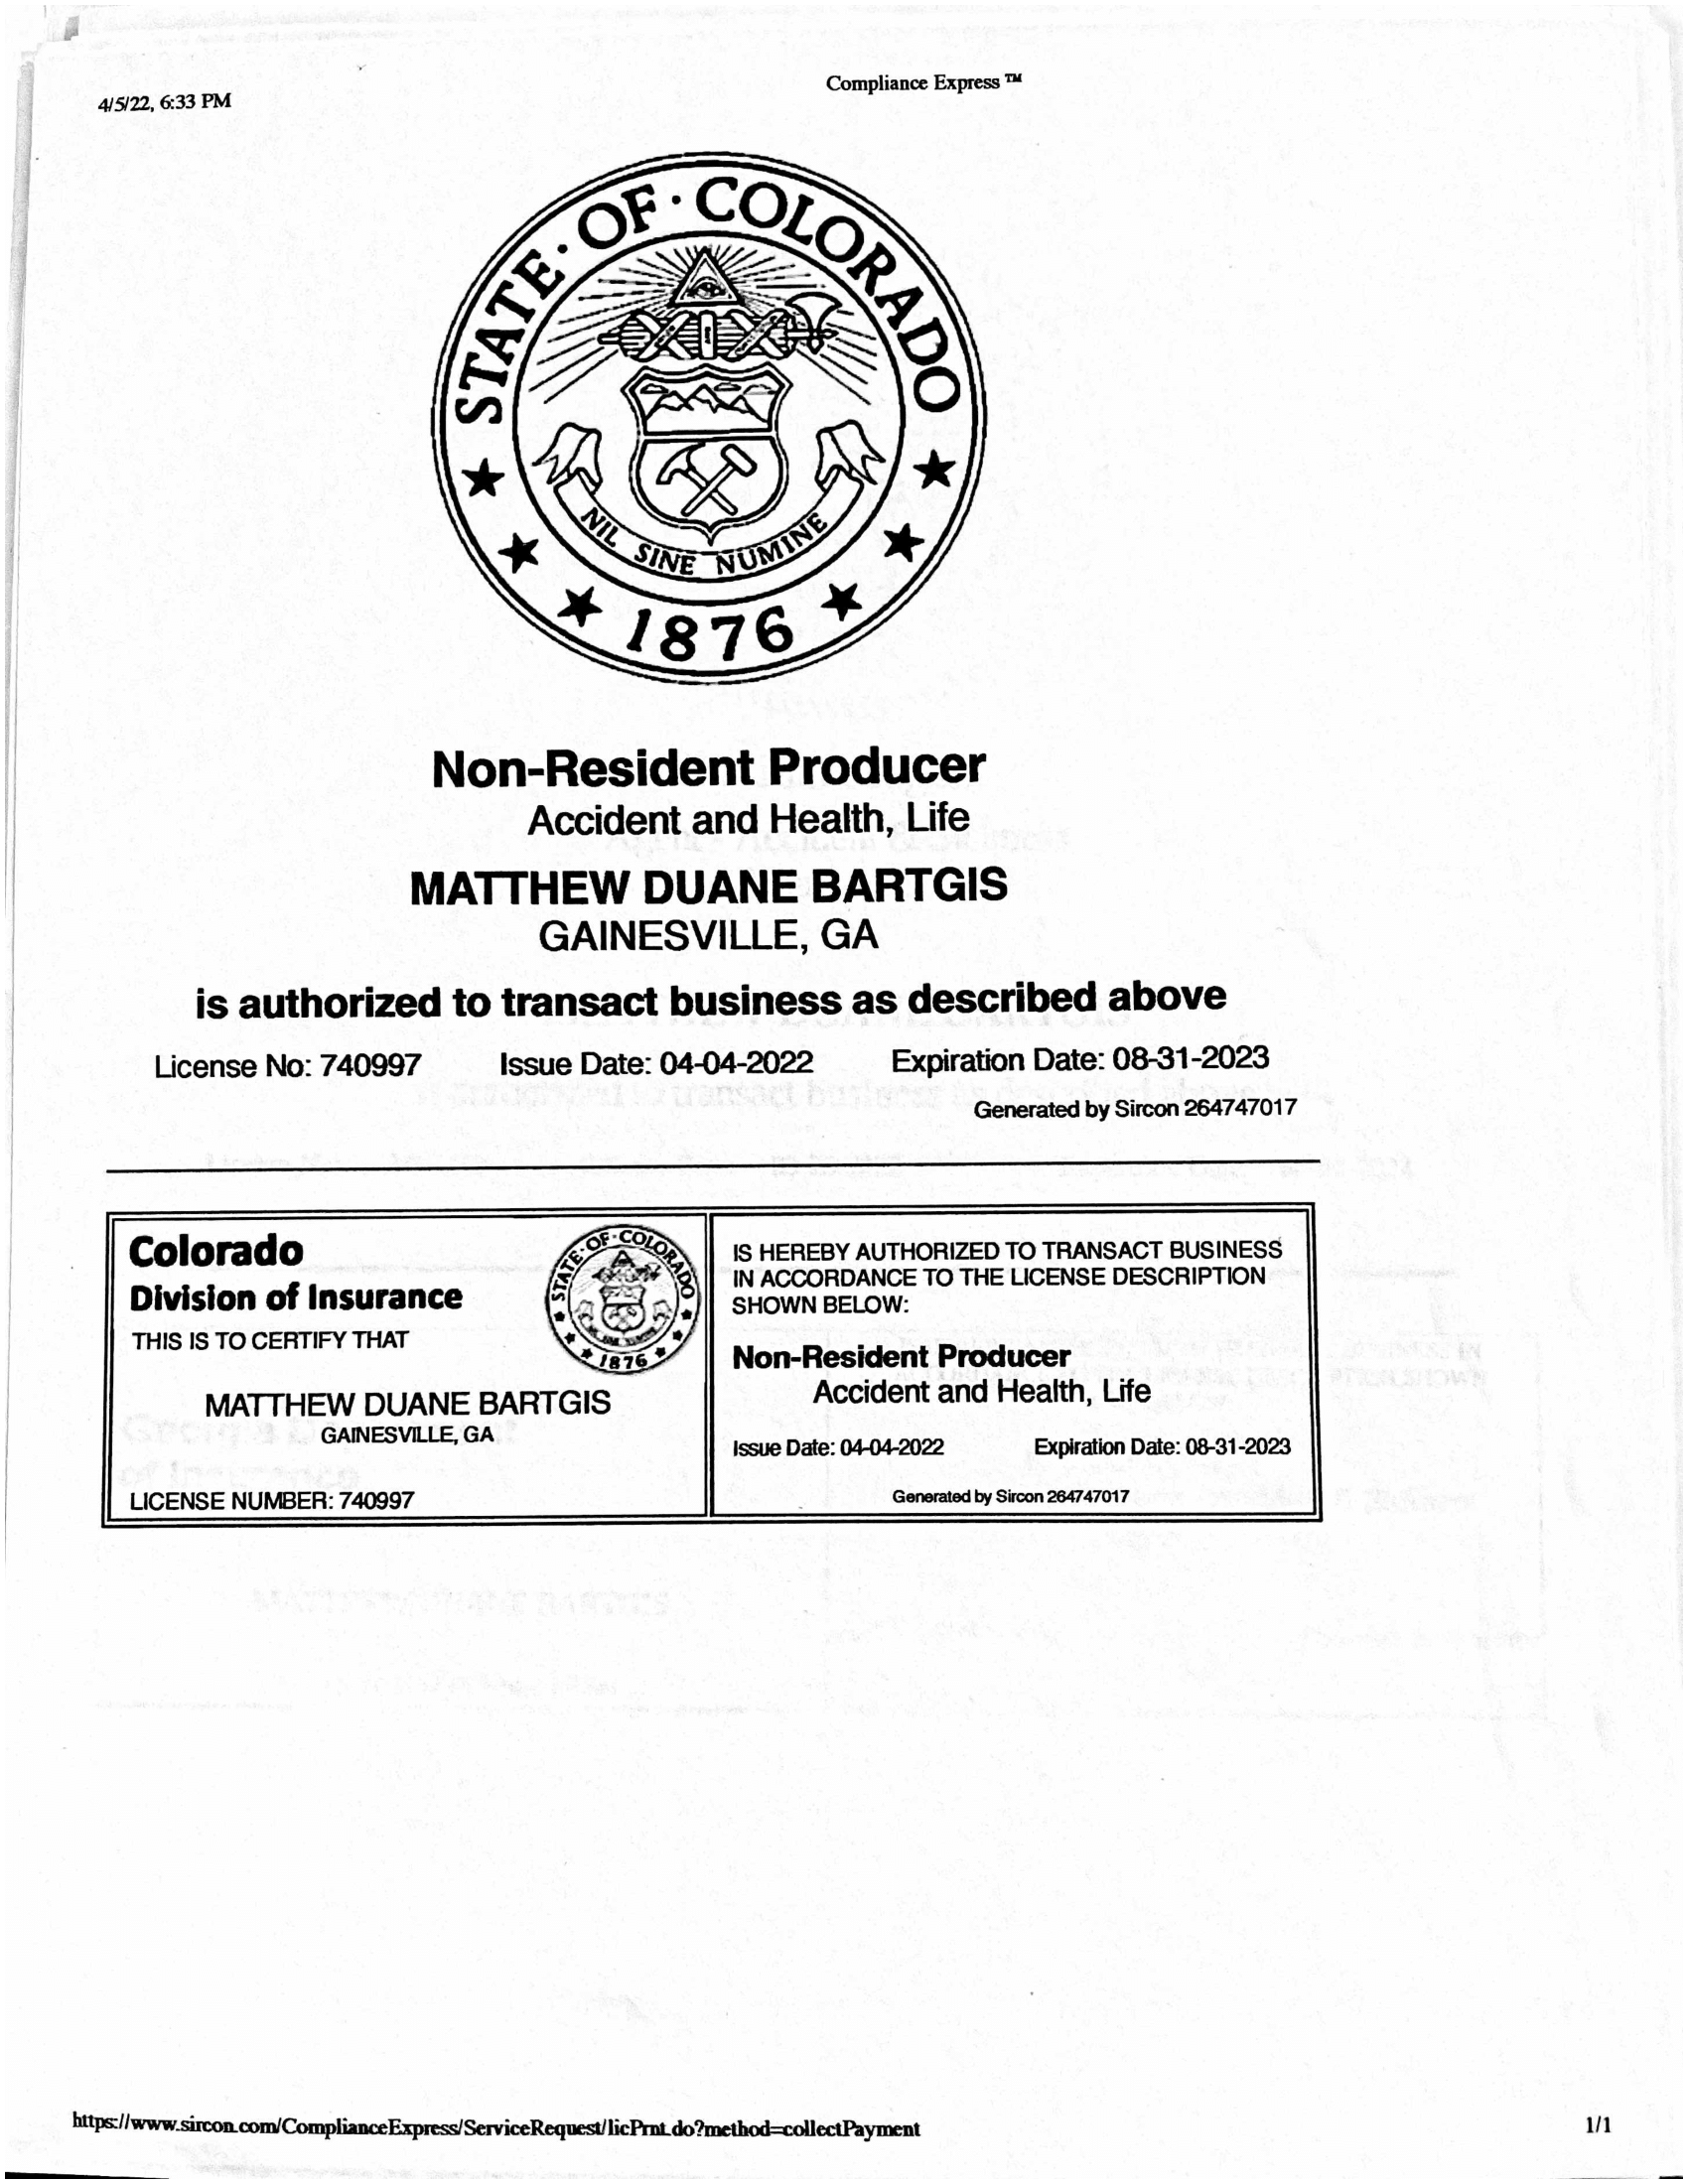 4/5/22, 6:33 PM
Compliance Express ™
STATE · OF · COLORADO
NIL SINE NUMINE
1876
Non-Resident Producer
Accident and Health, Life
MATTHEW DUANE BARTGIS
GAINESVILLE, GA
is authorized to transact business as described above
License No: 740997 Issue Date: 04-04-2022 Expiration Date: 08-31-2023
Generated by Sircon 264747017
Colorado
Division of Insurance
THIS IS TO CERTIFY THAT
STATE · OF · COLORADO
1876
MATTHEW DUANE BARTGIS
GAINESVILLE, GA
LICENSE NUMBER: 740997
IS HEREBY AUTHORIZED TO TRANSACT BUSINESS
IN ACCORDANCE TO THE LICENSE DESCRIPTION
SHOWN BELOW:
Non-Resident Producer
Accident and Health, Life
Issue Date: 04-04-2022 Expiration Date: 08-31-2023
Generated by Sircon 264747017
https://www.sircon.com/ComplianceExpress/ServiceRequest/licPrnt.do?method=collectPayment
1/1